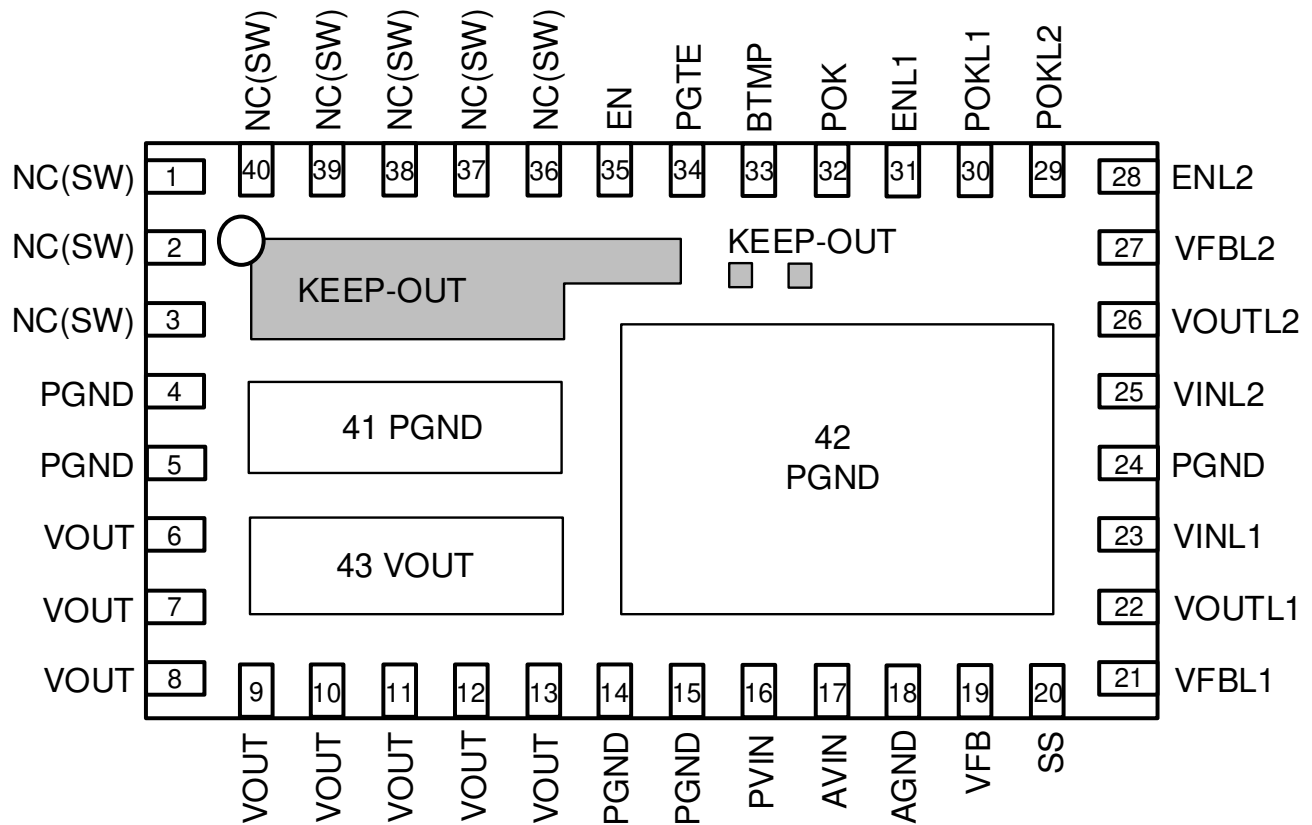 NC(SW)
NC(SW)
NC(SW)
NC(SW)
NC(SW)
EN
PGTE
BTMP
POK
ENL1
POKL1
POKL2
40
39
38
37
36
35
34
33
32
31
30
29
NC(SW) 1
28 ENL2
NC(SW) 2
KEEP-OUT
27 VFBL2
KEEP-OUT
NC(SW) 3
26 VOUTL2
PGND 4
25 VINL2
41 PGND
42
PGND
PGND 5
24 PGND
VOUT 6
23 VINL1
43 VOUT
VOUT 7
22 VOUTL1
VOUT 8
21 VFBL1
9
10
11
12
13
14
15
16
17
18
19
20
VOUT
VOUT
VOUT
VOUT
VOUT
PGND
PGND
PVIN
AVIN
AGND
VFB
SS